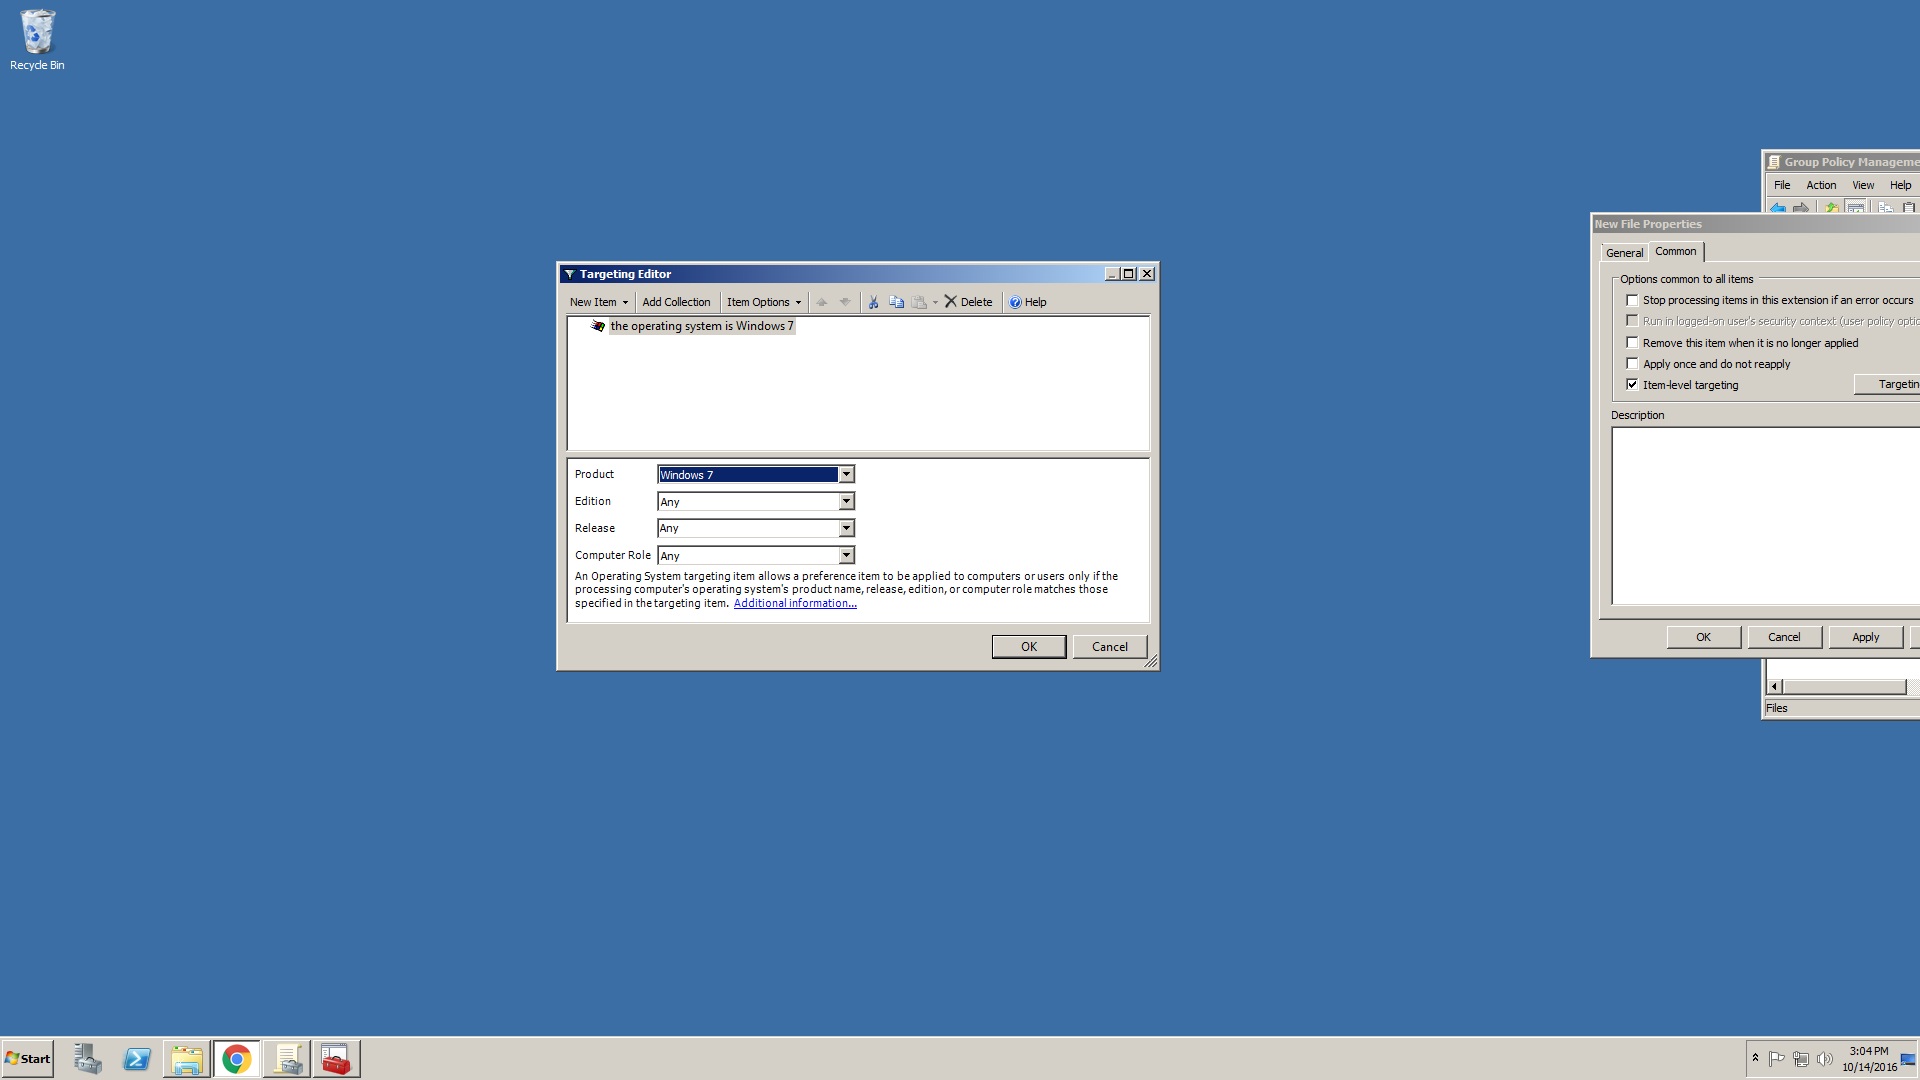 Recycle Bin
Group Policy Manageme
File Action View Help
New File Properties
General Common
Options common to all items
Stop processing items in this extension if an error occurs
Run in logged-on user's security context (user policy optic
Remove this item when it is no longer applied
Apply once and do not reapply
Item-level targeting
Targetin
Description
OK Cancel Apply
Files
Targeting Editor
New Item Add Collection Item Options Delete Help
the operating system is Windows 7
Product Windows 7
Edition Any
Release Any
Computer Role Any
An Operating System targeting item allows a preference item to be applied to computers or users only if the
processing computer's operating system's product name, release, edition, or computer role matches those
specified in the targeting item. Additional information...
OK Cancel
Start
3:04 PM
10/14/2016